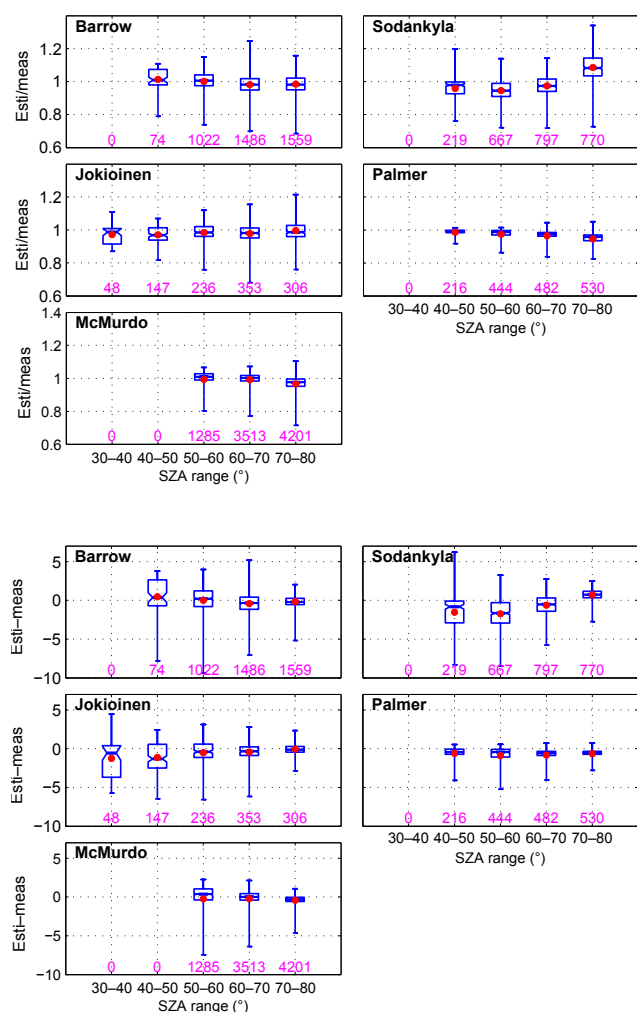 Barrow
Esti/meas
1.2
1
0.8
0.6
0 74 1022 1486 1559
Sodankyla
219 667 797 770
Jokioinen
Esti/meas
1.2
1
0.8
0.6
48 147 236 353 306
Palmer
0 216 444 482 530
30–40 40–50 50–60 60–70 70–80
SZA range (°)
McMurdo
Esti/meas
1.4
1.2
1
0.8
0.6
0 0 1285 3513 4201
30–40 40–50 50–60 60–70 70–80
SZA range (°)
Barrow
Esti–meas
5
0
−5
−10
0 74 1022 1486 1559
Sodankyla
0 219 667 797 770
Jokioinen
Esti–meas
5
0
−5
−10
48 147 236 353 306
Palmer
0 216 444 482 530
30–40 40–50 50–60 60–70 70–80
SZA range (°)
McMurdo
Esti–meas
5
0
−5
−10
0 0 1285 3513 4201
30–40 40–50 50–60 60–70 70–80
SZA range (°)